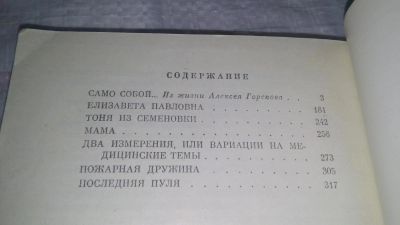 СОДЕРЖАНИЕ
САМО СОБОЙ... Из жизни Алексея Горскова . . 3
ЕЛИЗАВЕТА ПАВЛОВНА . . . . . . . . 181
ТОНЯ ИЗ СЕМЕНОВКИ . . . . . . . . 242
МАМА . . . . . . . . . . . . 258
ДВА ИЗМЕРЕНИЯ, ИЛИ ВАРИАЦИИ НА МЕ-
ДИЦИНСКИЕ ТЕМЫ . . . . . . . . 273
ПОЖАРНАЯ ДРУЖИНА . . . . . . . . 305
ПОСЛЕДНЯЯ ПУЛЯ . . . . . . . . . 317